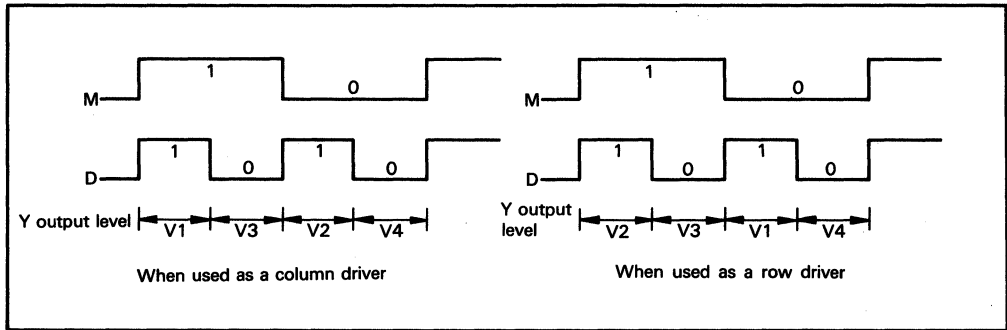 1
0
M
1
0
1
0
D
Y output level
V1 V3 V2 V4
When used as a column driver
1
0
M
1
0
1
0
D
Y output
level
V2 V3 V1 V4
When used as a row driver